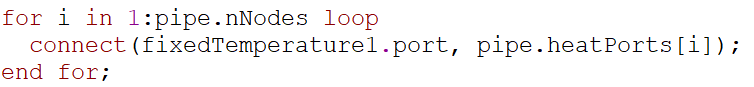 for i in 1:pipe.nNodes loop
  connect(fixedTemperature1.port, pipe.heatPorts[i]);
end for;